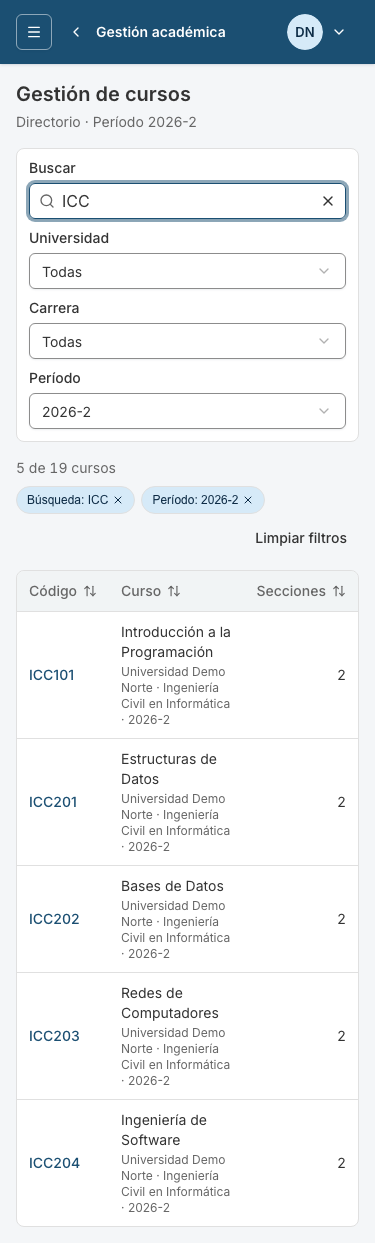 Gestión académica
DN
Gestión de cursos
Directorio · Período 2026-2
Buscar
ICC
Universidad
Todas
Carrera
Todas
Período
2026-2
5 de 19 cursos
Búsqueda: ICC
Período: 2026-2
Limpiar filtros
Código
Curso
Secciones
ICC101
Introducción a la
Programación
Universidad Demo
Norte · Ingeniería
Civil en Informática
· 2026-2
2
ICC201
Estructuras de
Datos
Universidad Demo
Norte · Ingeniería
Civil en Informática
· 2026-2
2
ICC202
Bases de Datos
Universidad Demo
Norte · Ingeniería
Civil en Informática
· 2026-2
2
ICC203
Redes de
Computadores
Universidad Demo
Norte · Ingeniería
Civil en Informática
· 2026-2
2
ICC204
Ingeniería de
Software
Universidad Demo
Norte · Ingeniería
Civil en Informática
· 2026-2
2